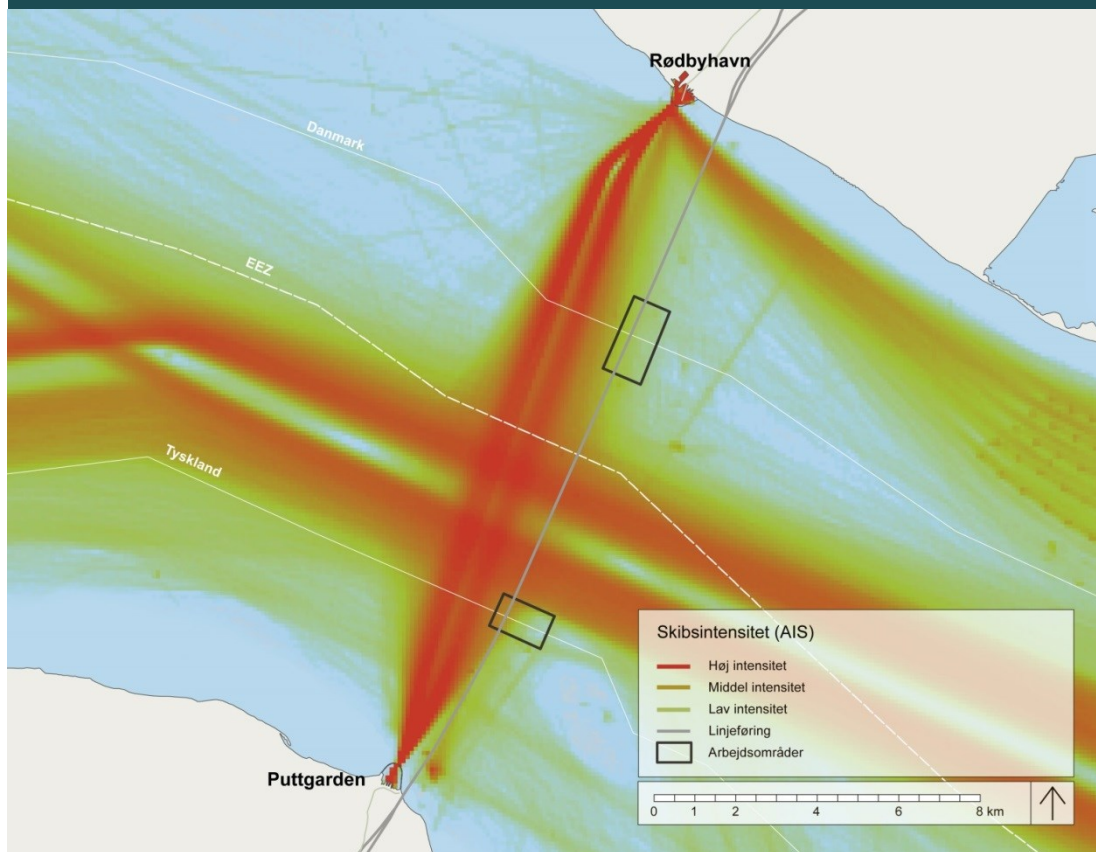 Rødbyhavn
Danmark
EEZ
Tyskland
Puttgarden
Skibsintensitet (AIS)
Høj intensitet
Middel intensitet
Lav intensitet
Linjeføring
Arbejdsområder
0 1 2 4 6 8 km